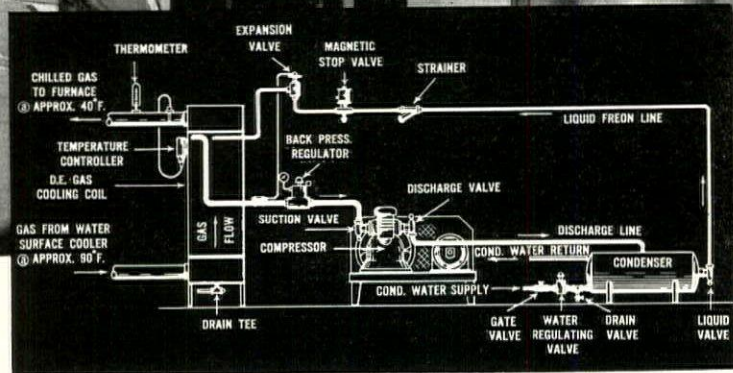 THERMOMETER
EXPANSION
VALVE
MAGNETIC
STOP VALVE
STRAINER
CHILLED GAS
TO FURNACE
@ APPROX. 40°F.
LIQUID FREON LINE
TEMPERATURE
CONTROLLER
BACK PRESS.
REGULATOR
D.E. GAS
COOLING COIL
DISCHARGE VALVE
GAS FROM WATER
SURFACE COOLER
@ APPROX. 90°F.
GAS
FLOW
SUCTION VALVE
COMPRESSOR
DISCHARGE LINE
COND. WATER RETURN
CONDENSER
COND. WATER SUPPLY
DRAIN TEE
GATE
VALVE
WATER
REGULATING
VALVE
DRAIN
VALVE
LIQUID
VALVE